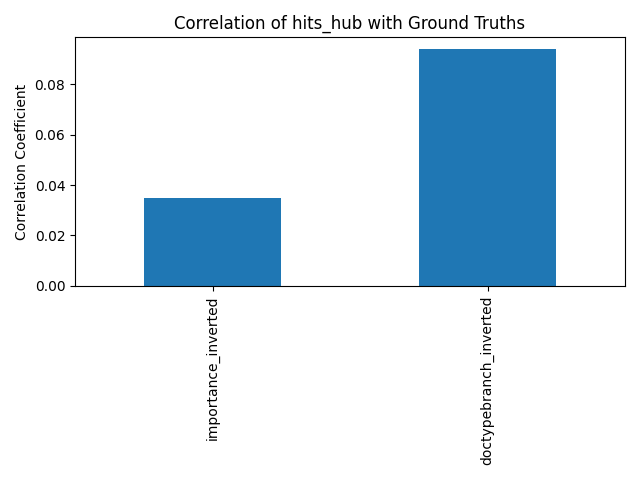 Correlation of hits_hub with Ground Truths
Correlation Coefficient
0.08
0.06
0.04
0.02
0.00
importance_inverted
doctypebranch_inverted